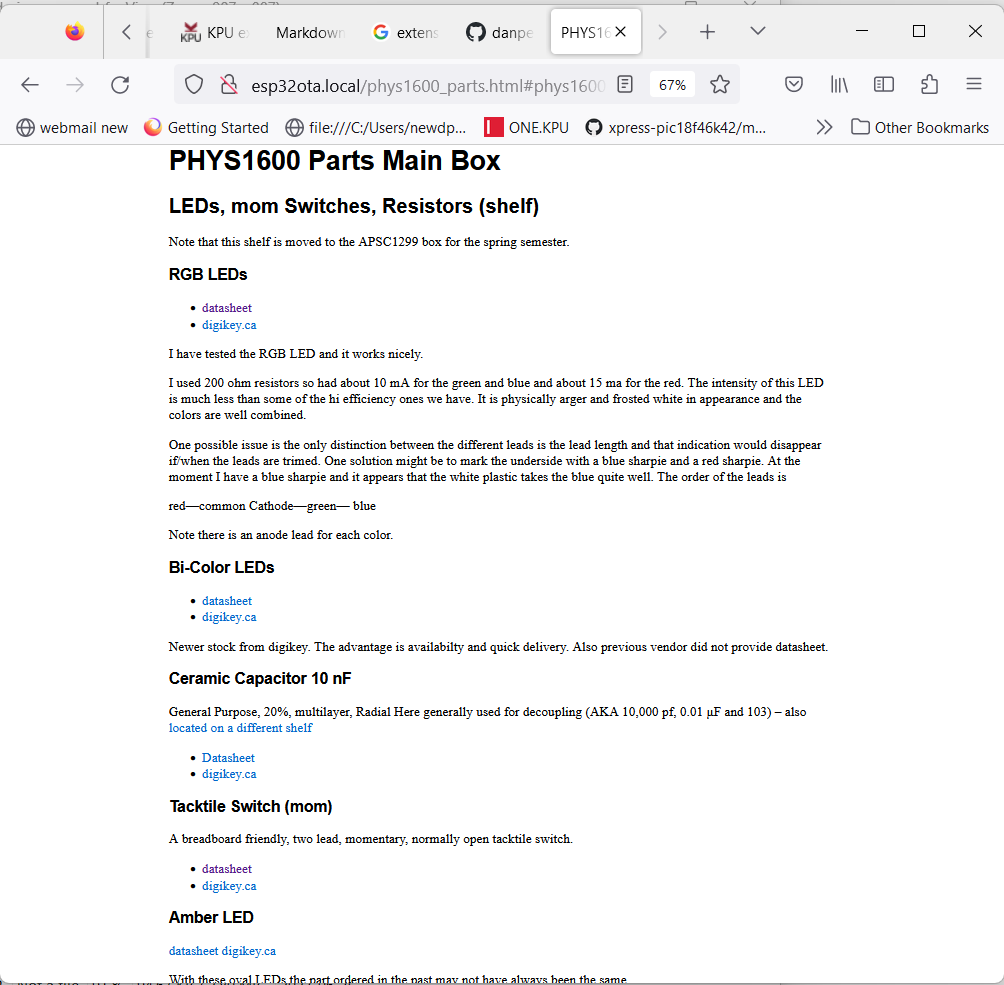 KPU ex
Markdown
extens
danpe
PHYS16
esp32ota.local/phys1600_parts.html#phys1600
67%
webmail new
Getting Started
file:///C:/Users/newdp...
ONE.KPU
xpress-pic18f46k42/m...
Other Bookmarks
PHYS1600 Parts Main Box
LEDs, mom Switches, Resistors (shelf)
Note that this shelf is moved to the APSC1299 box for the spring semester.
RGB LEDs
• datasheet
• digikey.ca
I have tested the RGB LED and it works nicely.
I used 200 ohm resistors so had about 10 mA for the green and blue and about 15 ma for the red. The intensity of this LED
is much less than some of the hi efficiency ones we have. It is physically arger and frosted white in appearance and the
colors are well combined.
One possible issue is the only distinction between the different leads is the lead length and that indication would disappear
if/when the leads are trimed. One solution might be to mark the underside with a blue sharpie and a red sharpie. At the
moment I have a blue sharpie and it appears that the white plastic takes the blue quite well. The order of the leads is
red—common Cathode—green— blue
Note there is an anode lead for each color.
Bi-Color LEDs
• datasheet
• digikey.ca
Newer stock from digikey. The advantage is availabilty and quick delivery. Also previous vendor did not provide datasheet.
Ceramic Capacitor 10 nF
General Purpose, 20%, multilayer, Radial Here generally used for decoupling (AKA 10,000 pf, 0.01 µF and 103) – also
located on a different shelf
• Datasheet
• digikey.ca
Tacktile Switch (mom)
A breadboard friendly, two lead, momentary, normally open tacktile switch.
• datasheet
• digikey.ca
Amber LED
datasheet digikey.ca
With these oval LEDs the part ordered in the past may not have always been the same